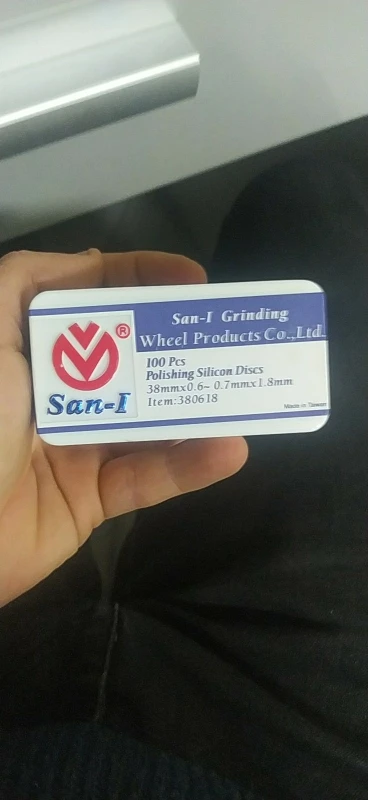 San-I Grinding
Wheel Products Co.,Ltd.
®
San-I
100 Pcs
Polishing Silicon Discs
38mmx0.6~ 0.7mmx1.8mm
Item:380618
Made in Taiwan